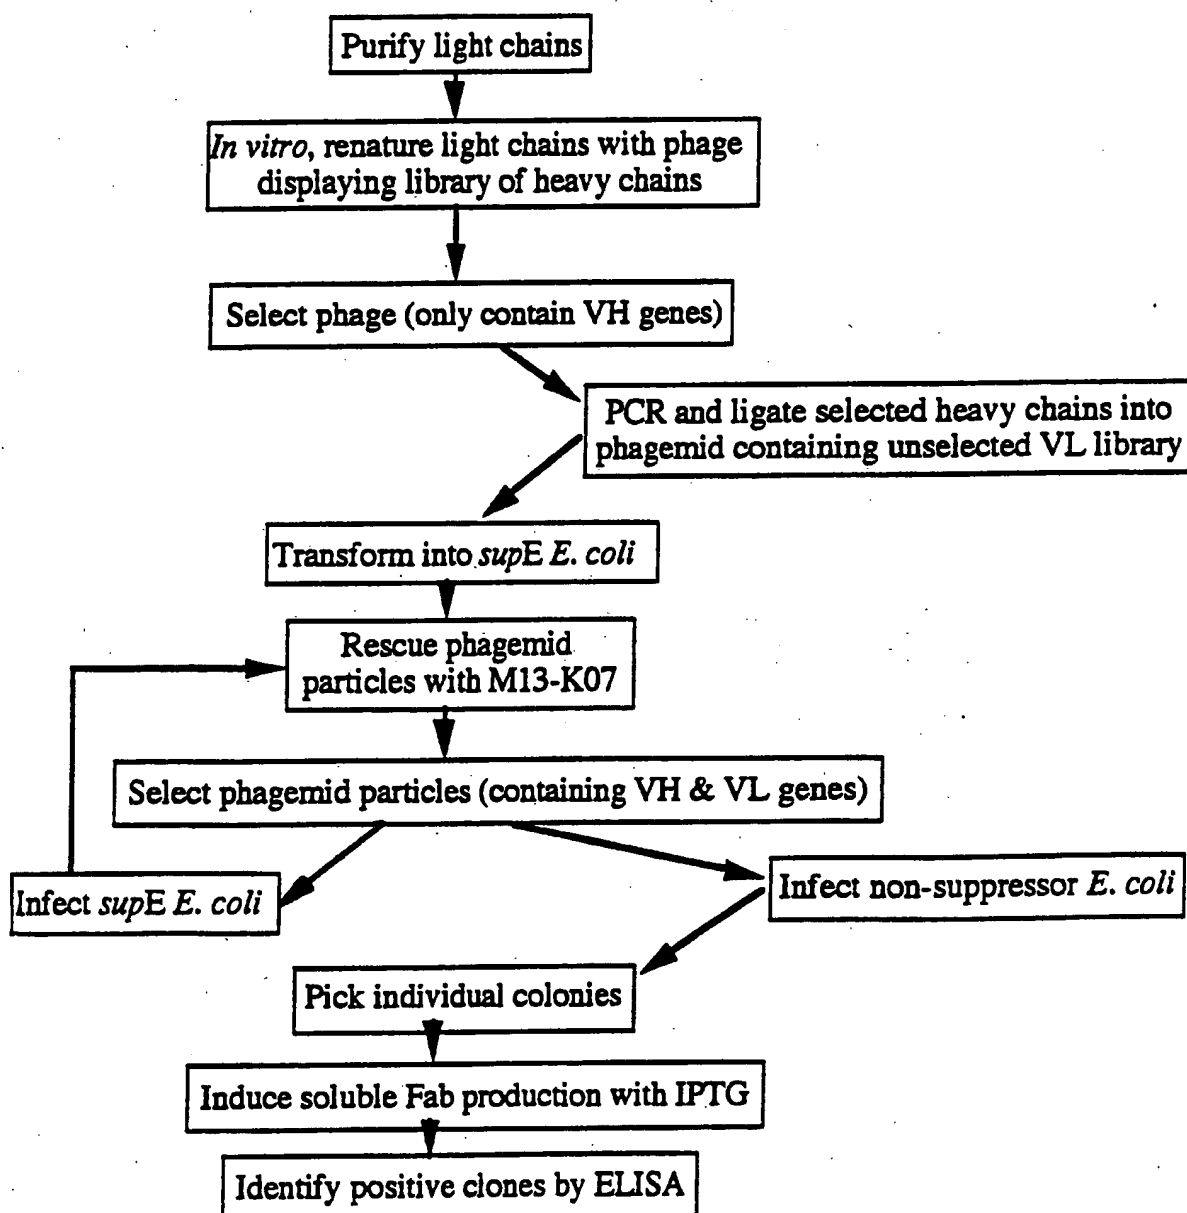 Purify light chains
In vitro, renature light chains with phage
displaying library of heavy chains
Select phage (only contain VH genes)
PCR and ligate selected heavy chains into
phagemid containing unselected VL library
Transform into supE E. coli
Rescue phagemid
particles with M13-K07
Select phagemid particles (containing VH & VL genes)
Infect supE E. coli
Infect non-suppressor E. coli
Pick individual colonies
Induce soluble Fab production with IPTG
Identify positive clones by ELISA